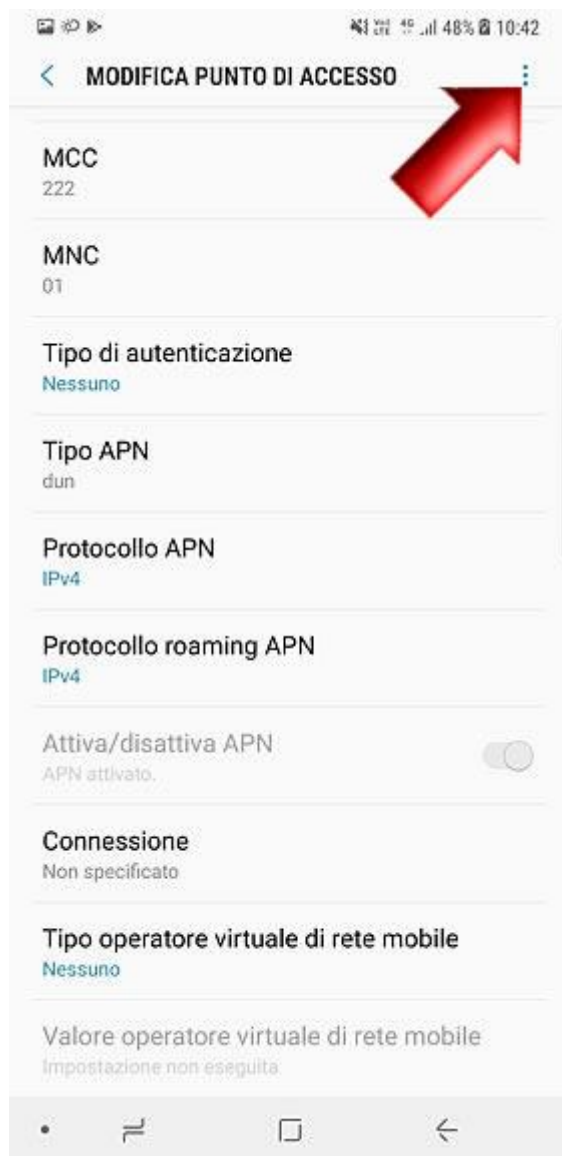 48% 10:42
MODIFICA PUNTO DI ACCESSO
MCC
222
MNC
01
Tipo di autenticazione
Nessuno
Tipo APN
dun
Protocollo APN
IPv4
Protocollo roaming APN
IPv4
Attiva/disattiva APN
APN attivato.
Connessione
Non specificato
Tipo operatore virtuale di rete mobile
Nessuno
Valore operatore virtuale di rete mobile
Impostazione non eseguita